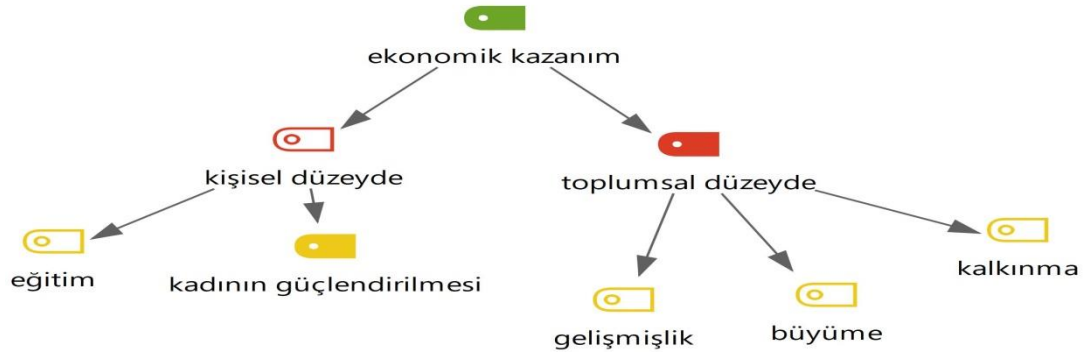 ekonomik kazanım
kişisel düzeyde
toplumsal düzeyde
eğitim
kadının güçlendirilmesi
kalkınma
gelişmişlik
büyüme